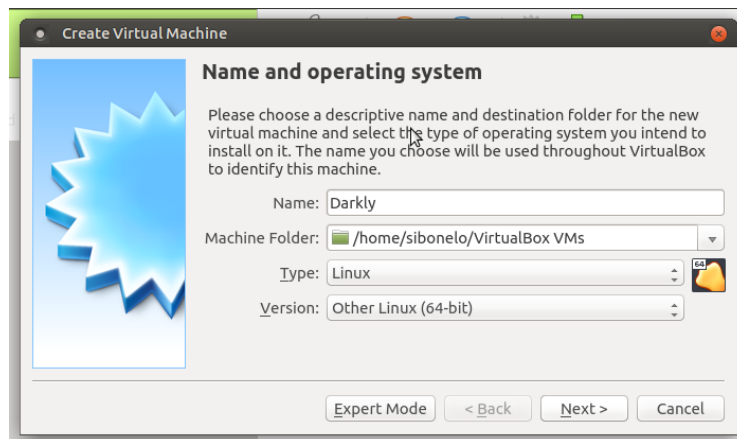 Create Virtual Machine
Name and operating system
Please choose a descriptive name and destination folder for the new
virtual machine and select the type of operating system you intend to
install on it. The name you choose will be used throughout VirtualBox
to identify this machine.
Name: Darkly
Machine Folder: /home/sibonelo/VirtualBox VMs
Type: Linux
64
Version: Other Linux (64-bit)
Expert Mode < Back Next > Cancel